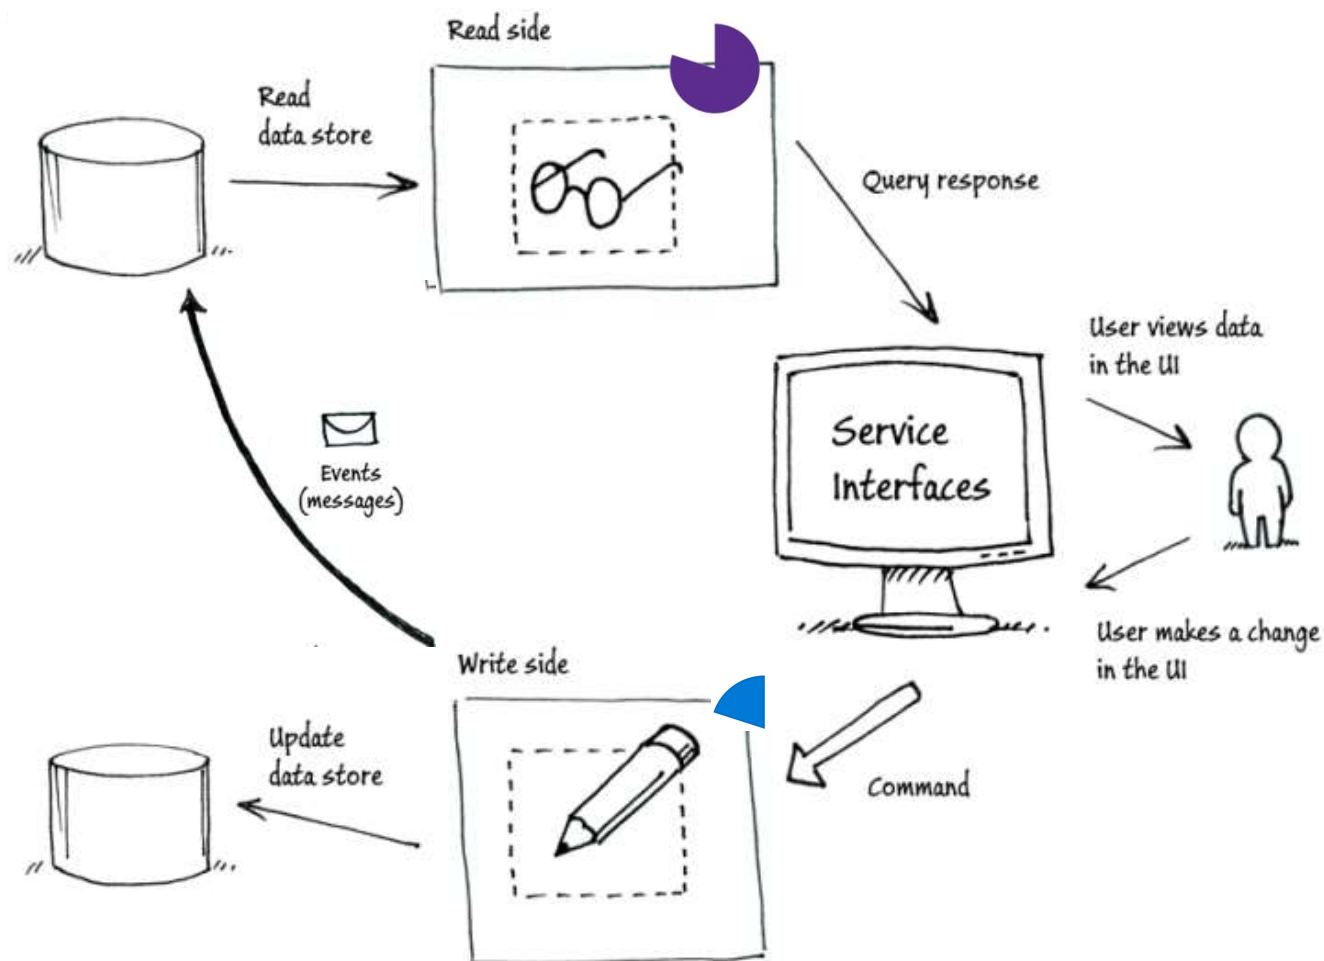 Read side
Read
data store
Query response
User views data
in the UI
Service
Interfaces
Events
(messages)
User makes a change
in the UI
Write side
Update
data store
Command